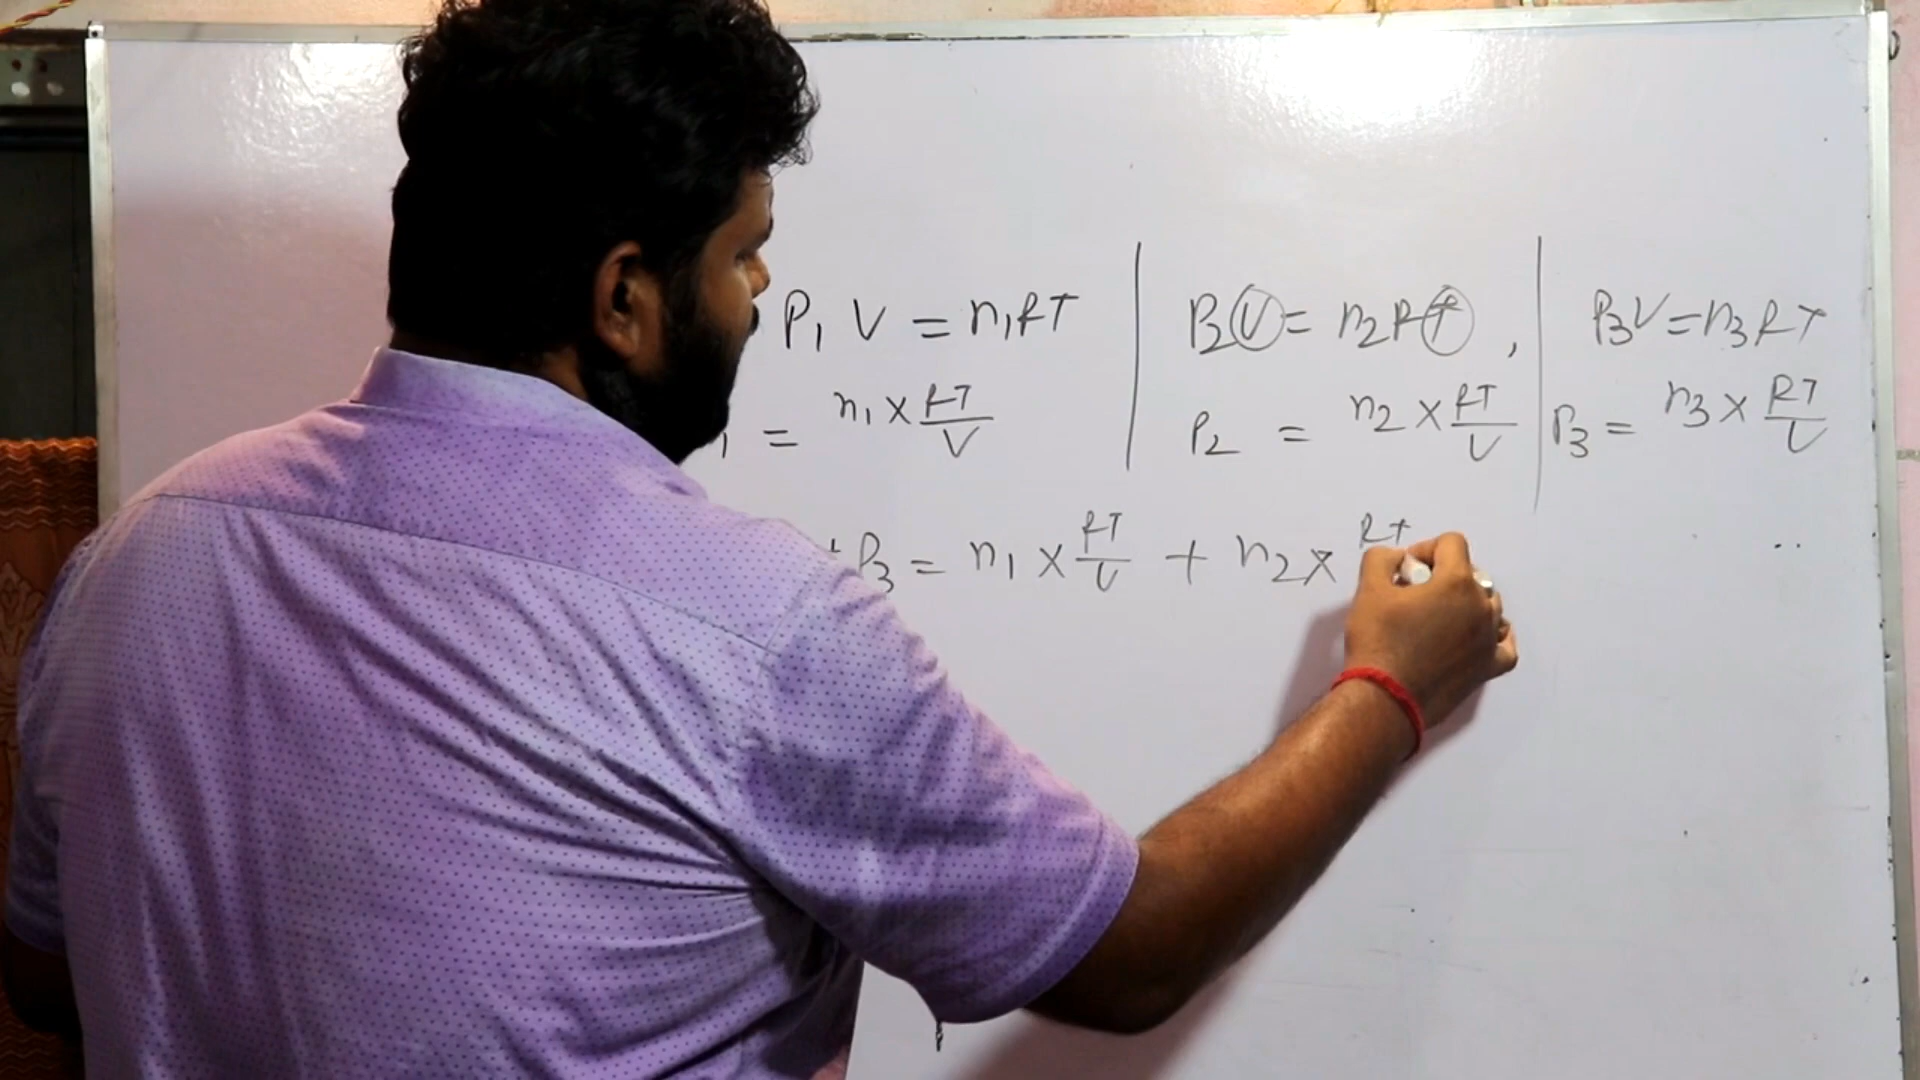 P₁ V = n₁RT | P₂V = n₂RT , | P₃V = n₃RT
₁ = n₁ × RT/V | P₂ = n₂ × RT/V | P₃ = n₃ × RT/V
+ P₃ = n₁ × RT/V + n₂ × RT